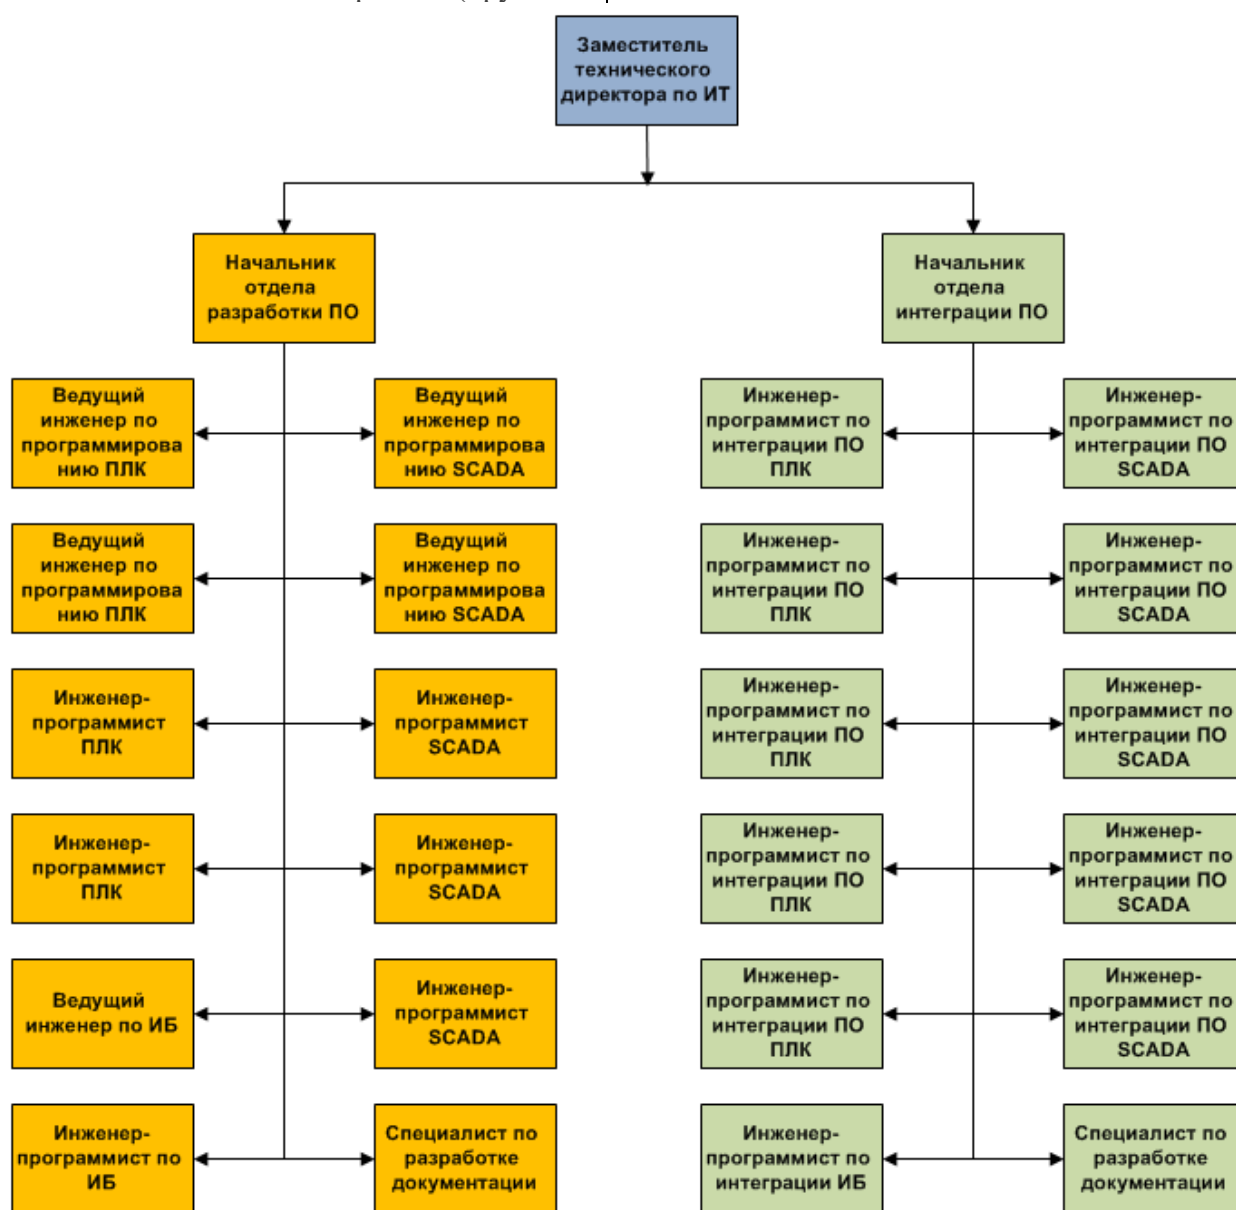 Заместитель
технического
директора по ИТ
Начальник
отдела
разработки ПО
Начальник
отдела
интеграции ПО
Ведущий
инженер по
программирова
нию ПЛК
Ведущий
инженер по
программирова
нию SCADA
Инженер-
программист по
интеграции ПО
ПЛК
Инженер-
программист по
интеграции ПО
SCADA
Ведущий
инженер по
программирова
нию ПЛК
Ведущий
инженер по
программирова
нию SCADA
Инженер-
программист по
интеграции ПО
ПЛК
Инженер-
программист по
интеграции ПО
SCADA
Инженер-
программист
ПЛК
Инженер-
программист
SCADA
Инженер-
программист по
интеграции ПО
ПЛК
Инженер-
программист по
интеграции ПО
SCADA
Инженер-
программист
ПЛК
Инженер-
программист
SCADA
Инженер-
программист по
интеграции ПО
ПЛК
Инженер-
программист по
интеграции ПО
SCADA
Ведущий
инженер по ИБ
Инженер-
программист
SCADA
Инженер-
программист по
интеграции ПО
ПЛК
Инженер-
программист по
интеграции ПО
SCADA
Инженер-
программист по
ИБ
Специалист по
разработке
документации
Инженер-
программист по
интеграции ИБ
Специалист по
разработке
документации